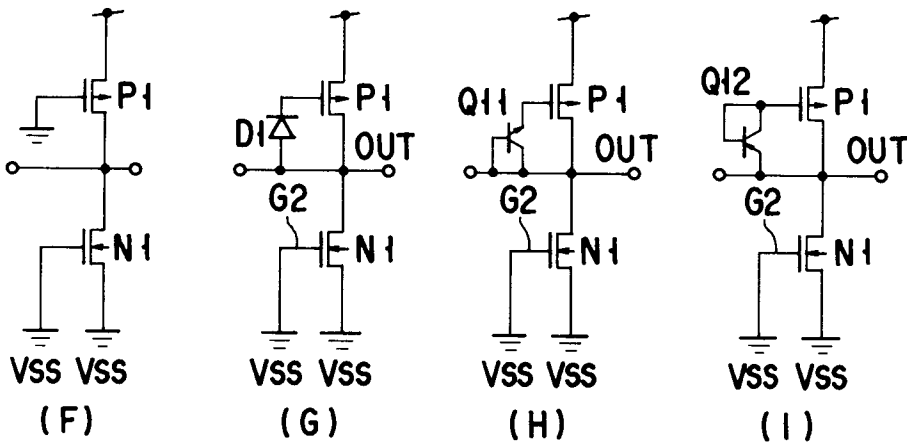 P1
N1
VSS VSS
(F)
P1
D1
OUT
G2
N1
VSS VSS
(G)
Q11
P1
OUT
G2
N1
VSS VSS
(H)
Q12
P1
OUT
G2
N1
VSS VSS
(I)